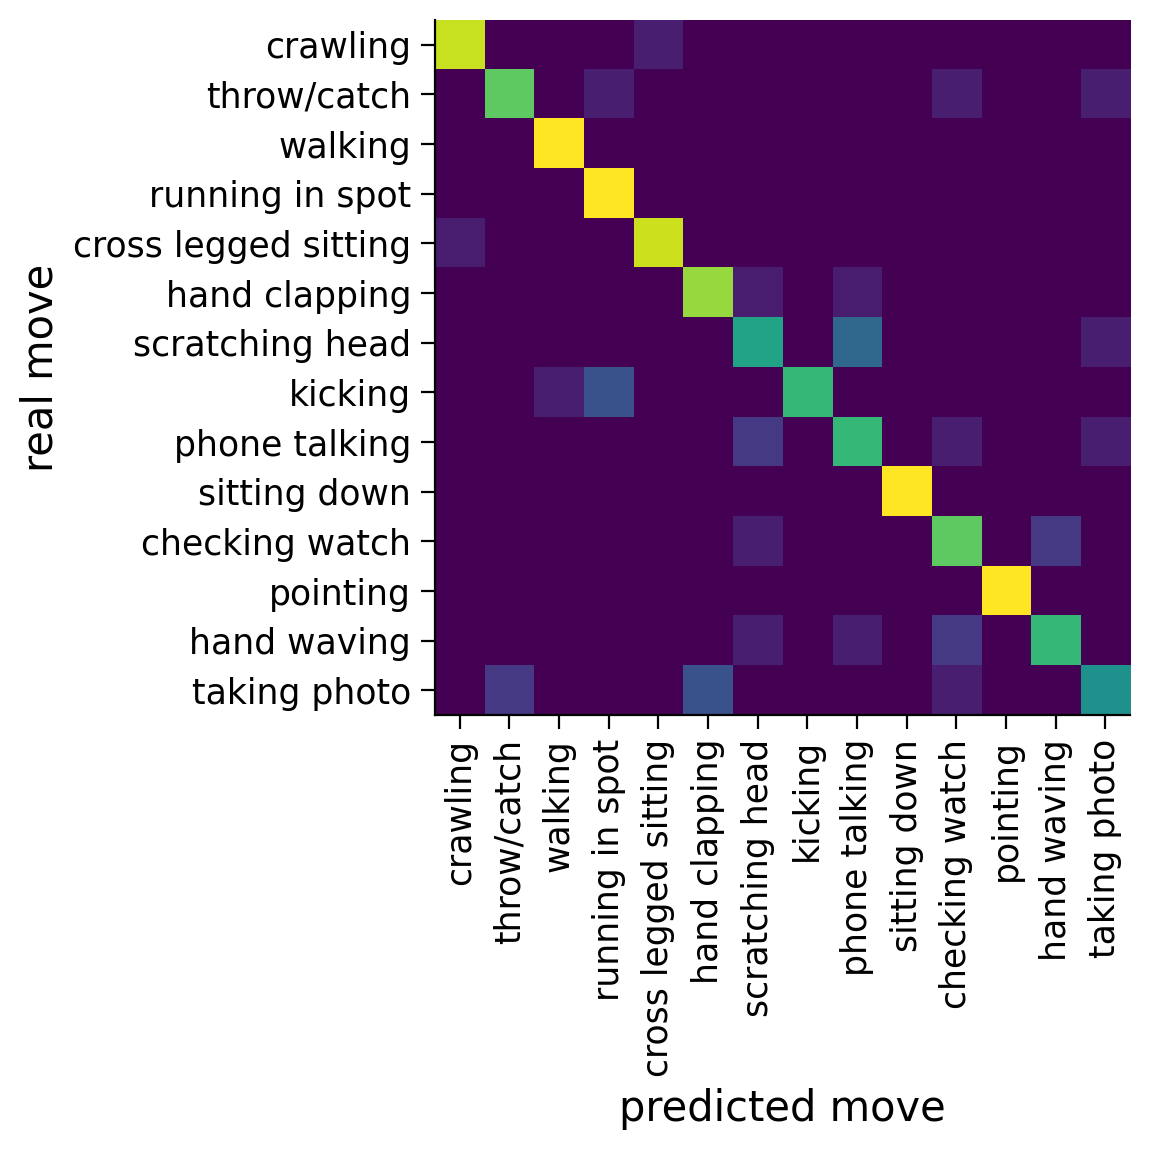 crawling
throw/catch
walking
running in spot
cross legged sitting
hand clapping
scratching head
kicking
phone talking
sitting down
checking watch
pointing
hand waving
taking photo
real move
crawling
throw/catch
walking
running in spot
cross legged sitting
hand clapping
scratching head
kicking
phone talking
sitting down
checking watch
pointing
hand waving
taking photo
predicted move